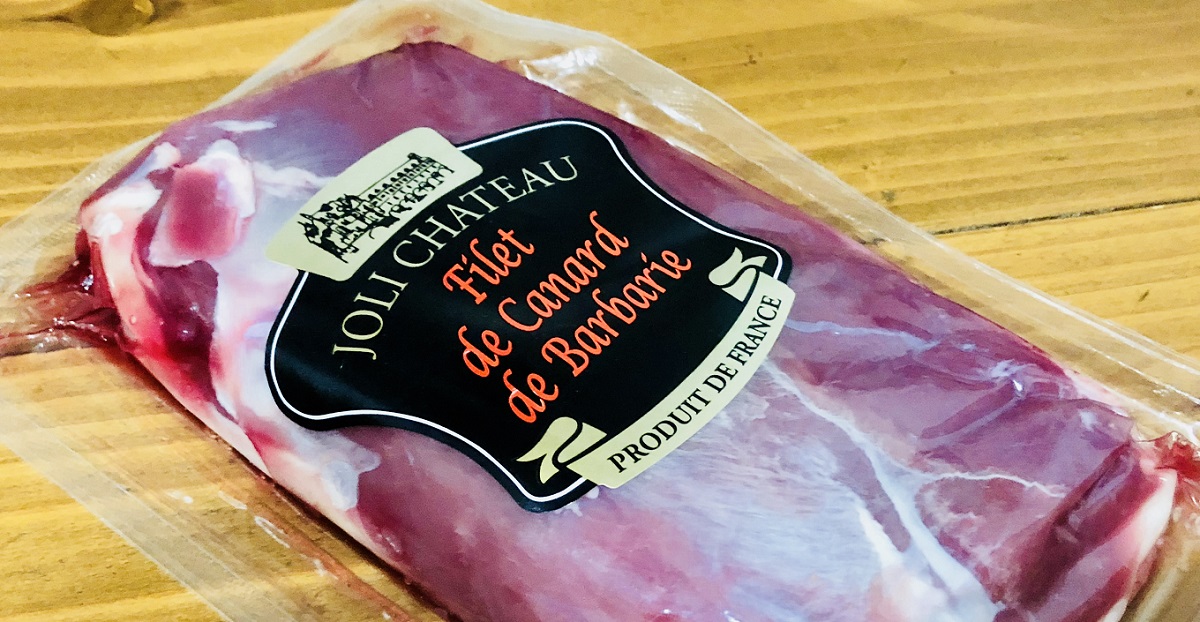 JOLI CHATEAU
Filet
de Canard
de Barbarie
PRODUIT DE FRANCE